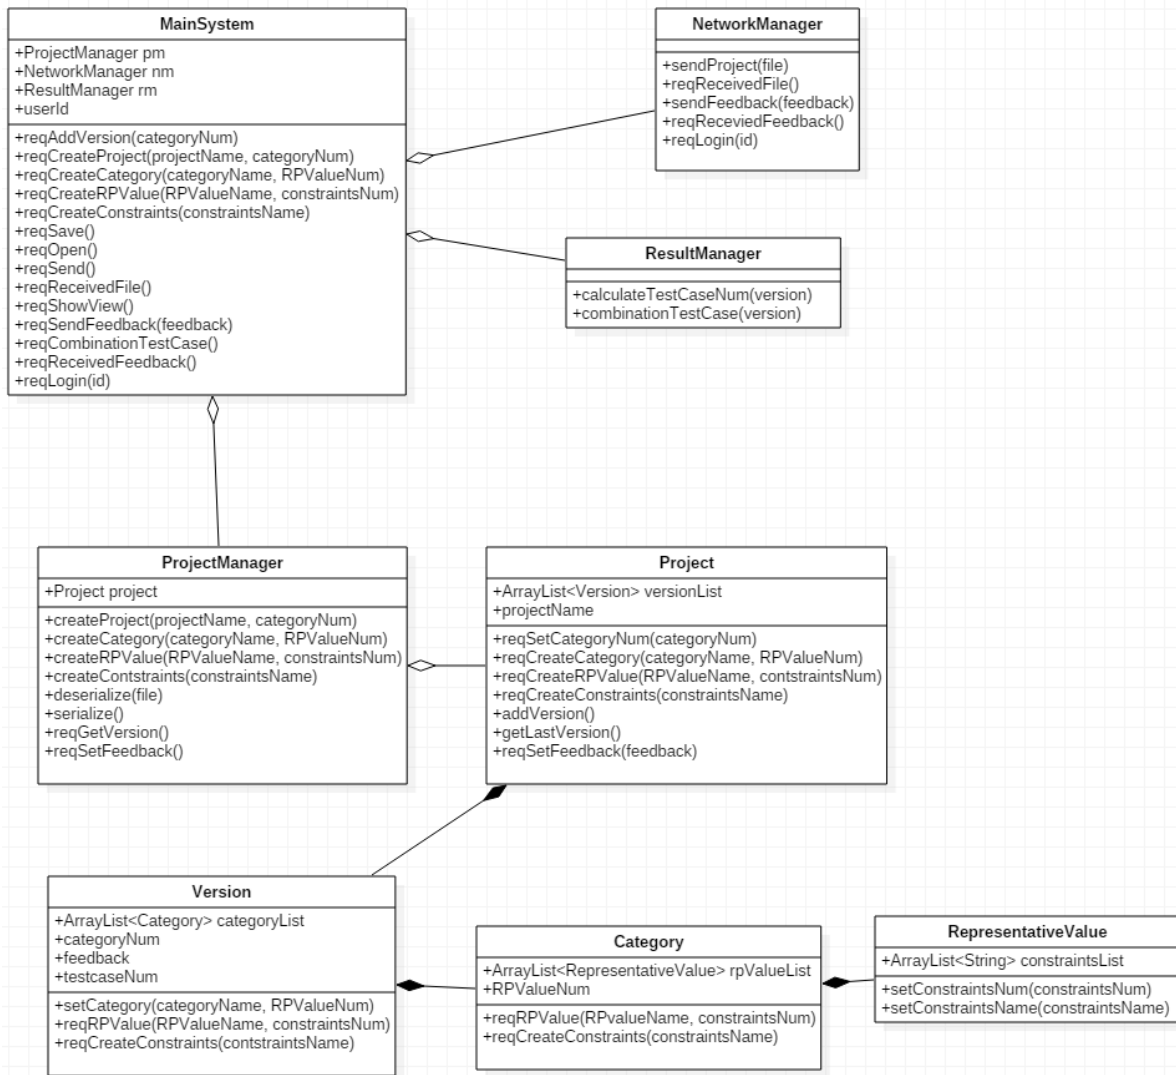 MainSystem
+ProjectManager pm
+NetworkManager nm
+ResultManager rm
+userId
+reqAddVersion(categoryNum)
+reqCreateProject(projectName, categoryNum)
+reqCreateCategory(categoryName, RPValueNum)
+reqCreateRPValue(RPValueName, constraintsNum)
+reqCreateConstraints(constraintsName)
+reqSave()
+reqOpen()
+reqSend()
+reqReceivedFile()
+reqShowView()
+reqSendFeedback(feedback)
+reqCombinationTestCase()
+reqReceivedFeedback()
+reqLogin(id)
NetworkManager
+sendProject(file)
+reqReceivedFile()
+sendFeedback(feedback)
+reqReceviedFeedback()
+reqLogin(id)
ResultManager
+calculateTestCaseNum(version)
+combinationTestCase(version)
ProjectManager
+Project project
+createProject(projectName, categoryNum)
+createCategory(categoryName, RPValueNum)
+createRPValue(RPValueName, constraintsNum)
+createContstraints(constraintsName)
+deserialize(file)
+serialize()
+reqGetVersion()
+reqSetFeedback()
Project
+ArrayList<Version> versionList
+projectName
+reqSetCategoryNum(categoryNum)
+reqCreateCategory(categoryName, RPValueNum)
+reqCreateRPValue(RPValueName, contstraintsNum)
+reqCreateConstraints(constraintsName)
+addVersion()
+getLastVersion()
+reqSetFeedback(feedback)
Version
+ArrayList<Category> categoryList
+categoryNum
+feedback
+testcaseNum
+setCategory(categoryName, RPValueNum)
+reqRPValue(RPValueName, constraintsNum)
+reqCreateConstraints(contstraintsName)
Category
+ArrayList<RepresentativeValue> rpValueList
+RPValueNum
+reqRPValue(RPvalueName, constraintsNum)
+reqCreateConstraints(constraintsName)
RepresentativeValue
+ArrayList<String> constraintsList
+setConstraintsNum(constraintsNum)
+setConstraintsName(constraintsName)